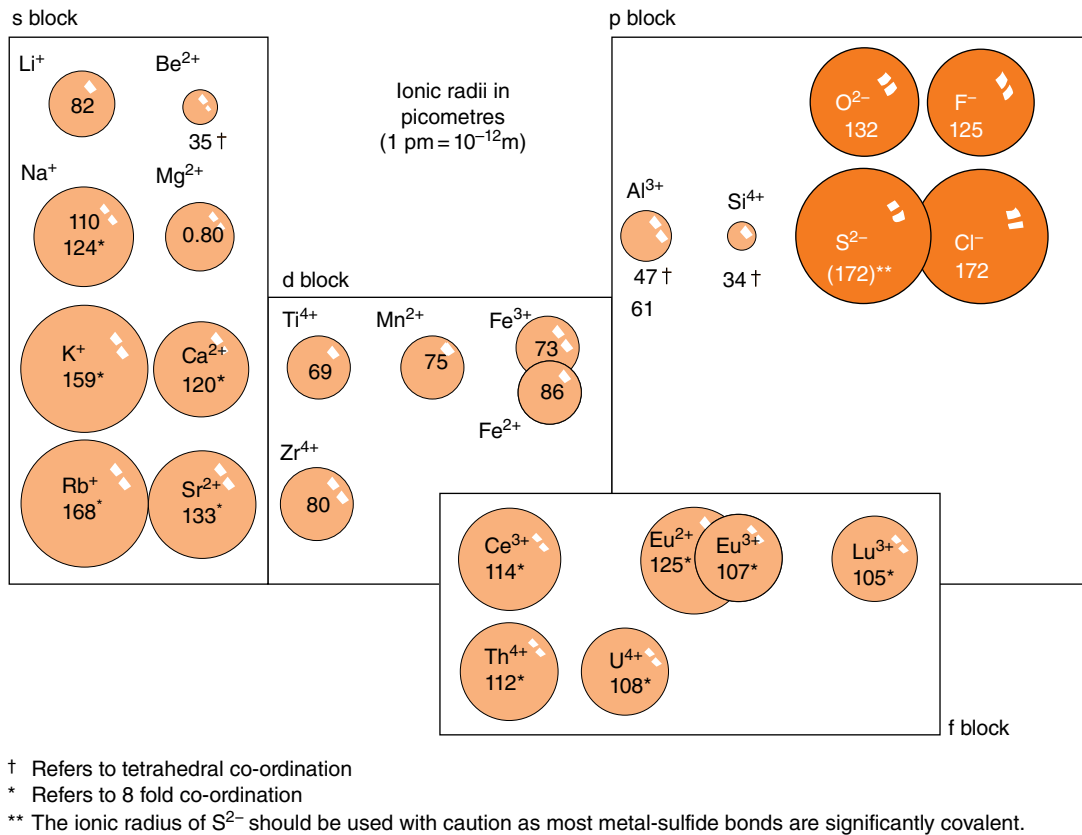 s block
Li⁺
82
Be²⁺
35 †
Na⁺
110
124*
Mg²⁺
0.80
K⁺
159*
Ca²⁺
120*
Rb⁺
168*
Sr²⁺
133*
Ionic radii in
picometres
(1 pm = 10⁻¹²m)
d block
Ti⁴⁺
69
Mn²⁺
75
Fe³⁺
73
86
Fe²⁺
Zr⁴⁺
80
p block
O²⁻
132
F⁻
125
Al³⁺
47 †
61
Si⁴⁺
34 †
S²⁻
(172)**
Cl⁻
172
Ce³⁺
114*
Eu²⁺
125*
Eu³⁺
107*
Lu³⁺
105*
Th⁴⁺
112*
U⁴⁺
108*
f block
† Refers to tetrahedral co-ordination
* Refers to 8 fold co-ordination
** The ionic radius of S²⁻ should be used with caution as most metal-sulfide bonds are significantly covalent.